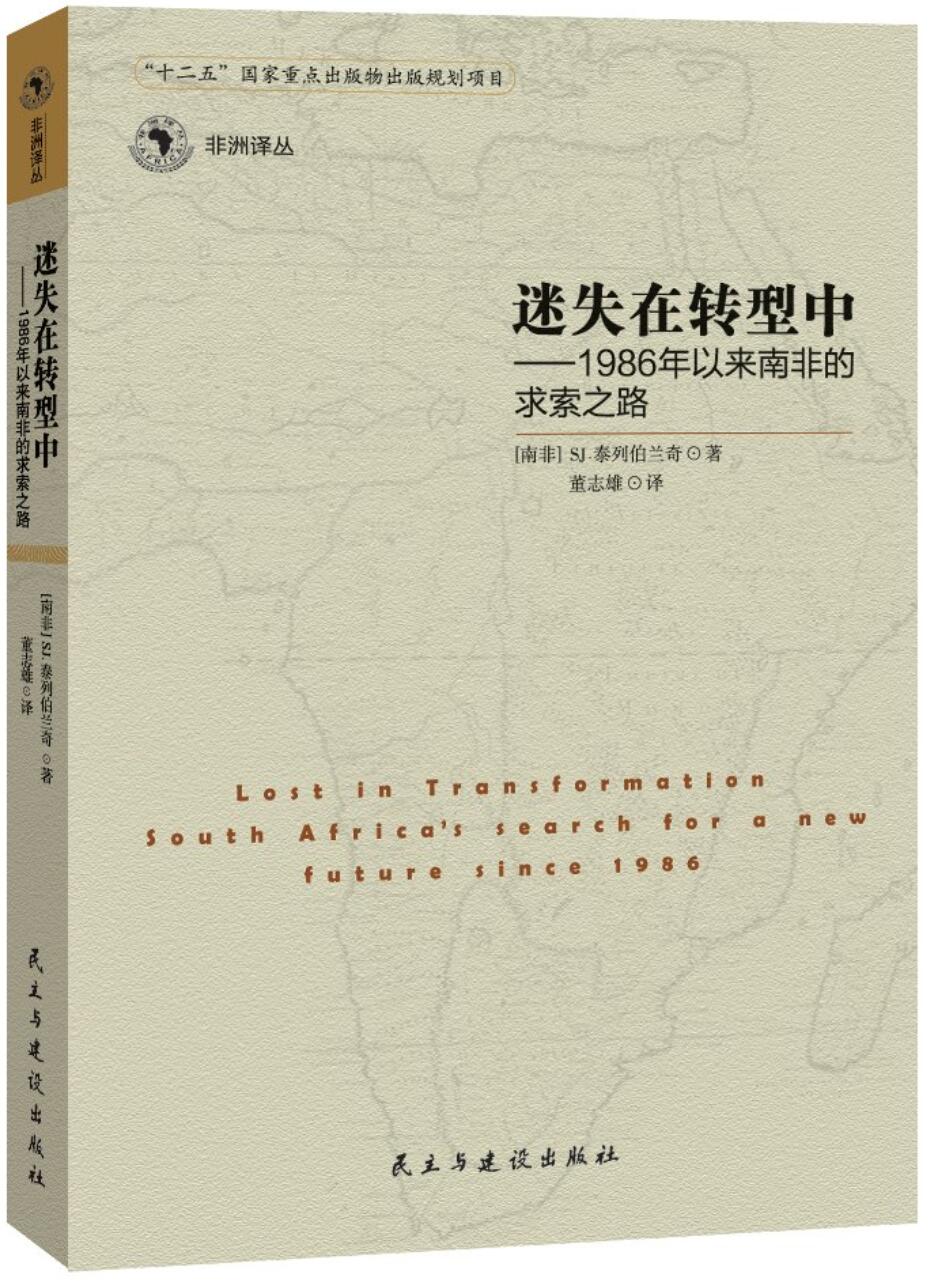 “十二五”国家重点出版物出版规划项目
非洲译丛
AFRICA
非洲译丛
迷失在转型中
——1986年以来南非的
求索之路
[南非] SJ·泰列伯兰奇⊙著
董志雄⊙译
Lost in Transformation
South Africa's search for a new
future since 1986
民主与建设出版社
非洲译丛
迷失在转型中
——1986年以来南非的求索之路
[南非] SJ·泰列伯兰奇⊙著
董志雄⊙译
民主与建设出版社